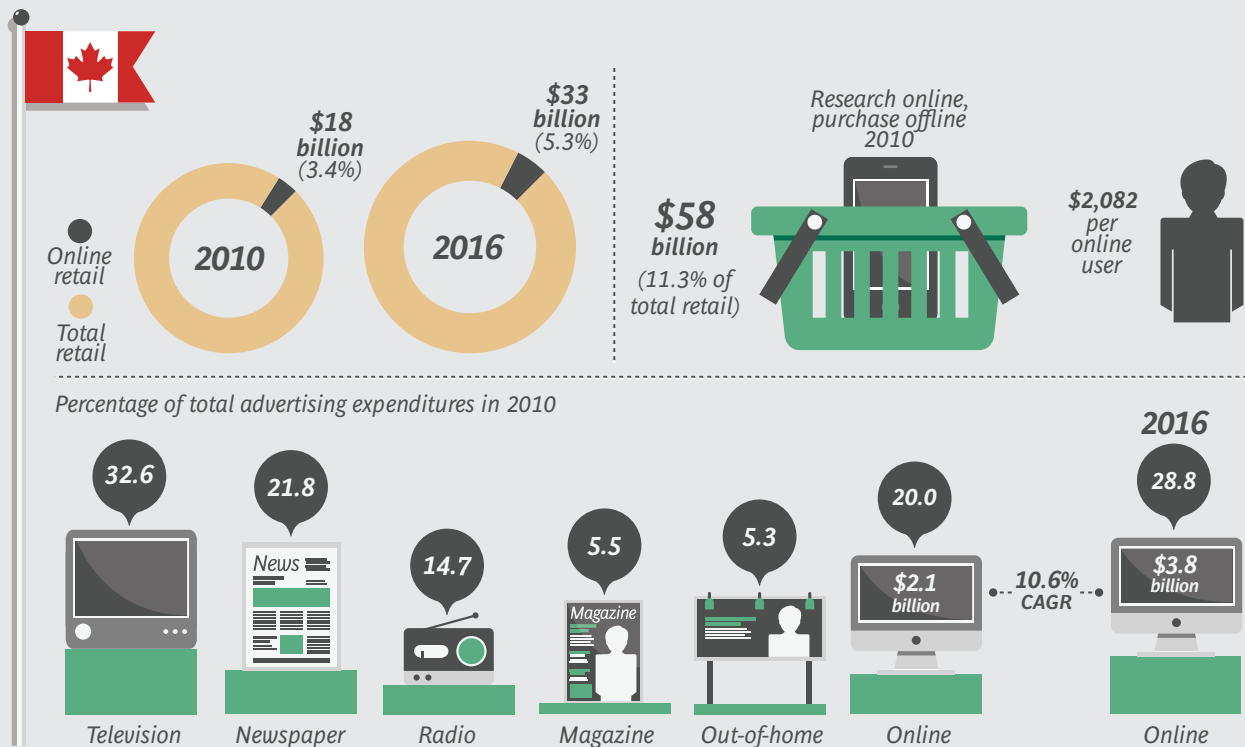 $18
billion
(3.4%)
$33
billion
(5.3%)
2010
2016
Online
retail
Total
retail
Research online,
purchase offline
2010
$58
billion
(11.3% of
total retail)
$2,082
per
online
user
Percentage of total advertising expenditures in 2010
2016
32.6
21.8
14.7
5.5
5.3
20.0
28.8
News
Magazine
$2.1
billion
10.6%
CAGR
$3.8
billion
Television
Newspaper
Radio
Magazine
Out-of-home
Online
Online